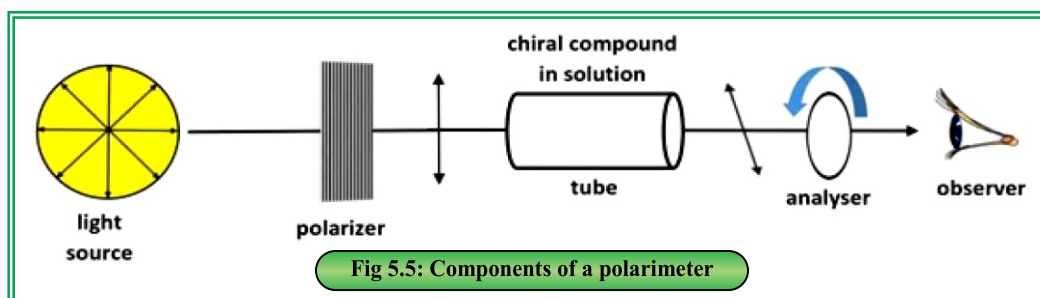 light
source
polarizer
chiral compound
in solution
tube
analyser
observer
Fig 5.5: Components of a polarimeter